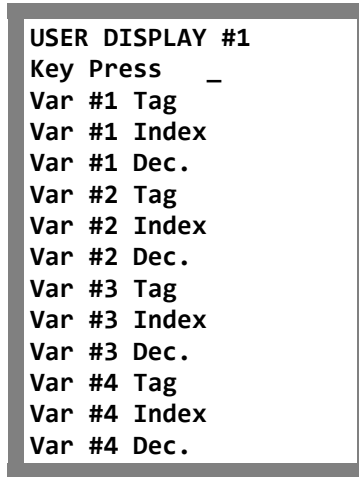 USER DISPLAY #1
Key Press _
Var #1 Tag
Var #1 Index
Var #1 Dec.
Var #2 Tag
Var #2 Index
Var #2 Dec.
Var #3 Tag
Var #3 Index
Var #3 Dec.
Var #4 Tag
Var #4 Index
Var #4 Dec.